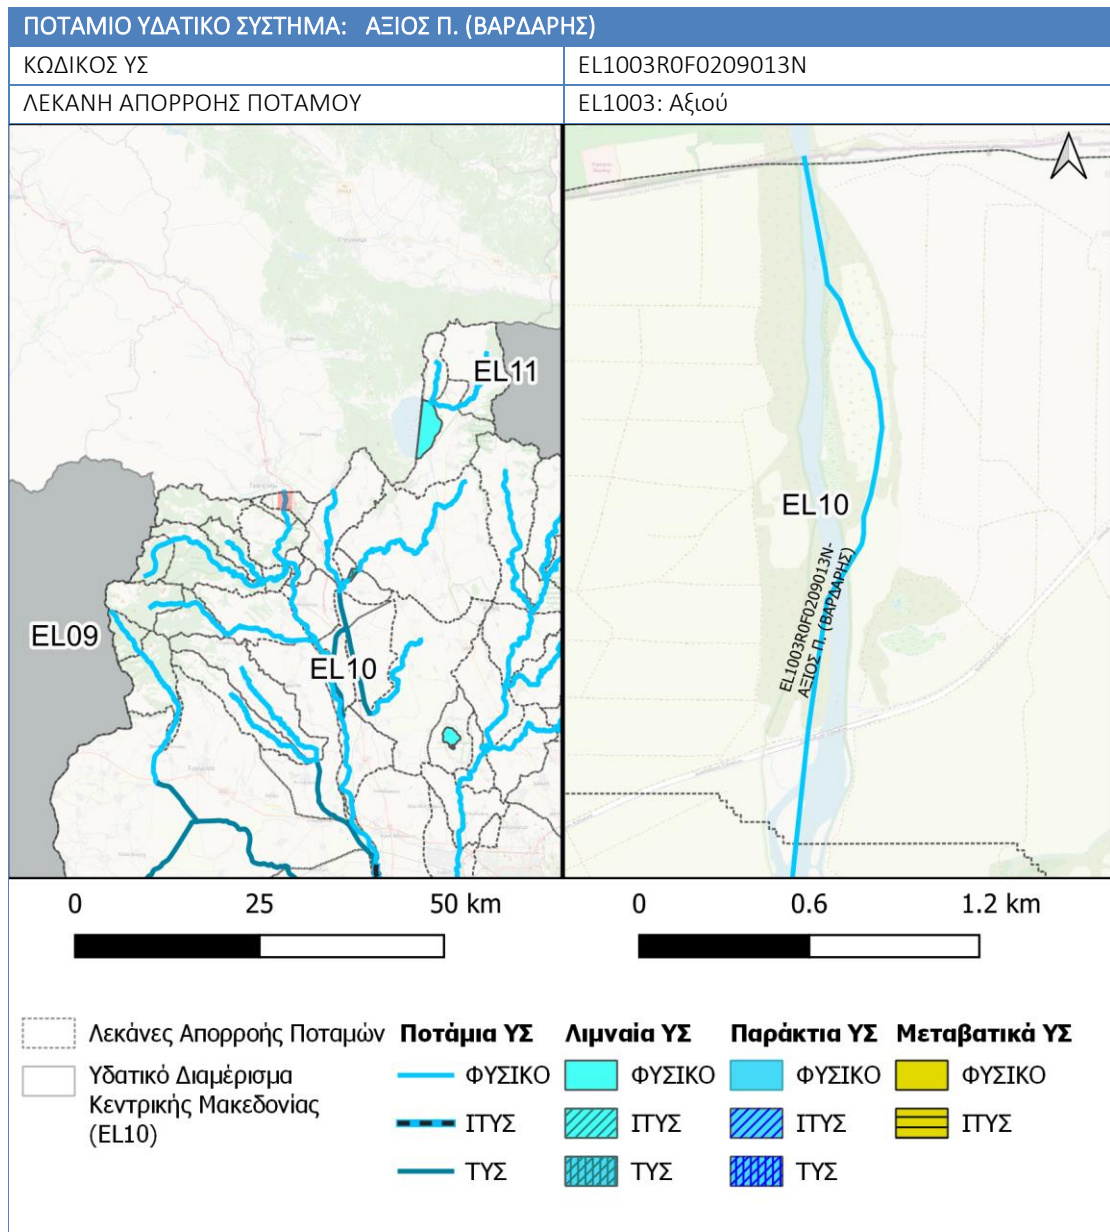 ΠΟΤΑΜΙΟ ΥΔΑΤΙΚΟ ΣΥΣΤΗΜΑ: ΑΞΙΟΣ Π. (ΒΑΡΔΑΡΗΣ)
ΚΩΔΙΚΟΣ ΥΣ
EL1003R0F0209013N
ΛΕΚΑΝΗ ΑΠΟΡΡΟΗΣ ΠΟΤΑΜΟΥ
EL1003: Αξιού
EL11
EL09
EL10
EL10
EL1003R0F0209013N-
ΑΞΙΟΣ Π. (ΒΑΡΔΑΡΗΣ)
0 25 50 km
0 0.6 1.2 km
Λεκάνες Απορροής Ποταμών
Υδατικό Διαμέρισμα
Κεντρικής Μακεδονίας
(EL10)
Ποτάμια ΥΣ
ΦΥΣΙΚΟ
ΙΤΥΣ
ΤΥΣ
Λιμναία ΥΣ
ΦΥΣΙΚΟ
ΙΤΥΣ
ΤΥΣ
Παράκτια ΥΣ
ΦΥΣΙΚΟ
ΙΤΥΣ
ΤΥΣ
Μεταβατικά ΥΣ
ΦΥΣΙΚΟ
ΙΤΥΣ